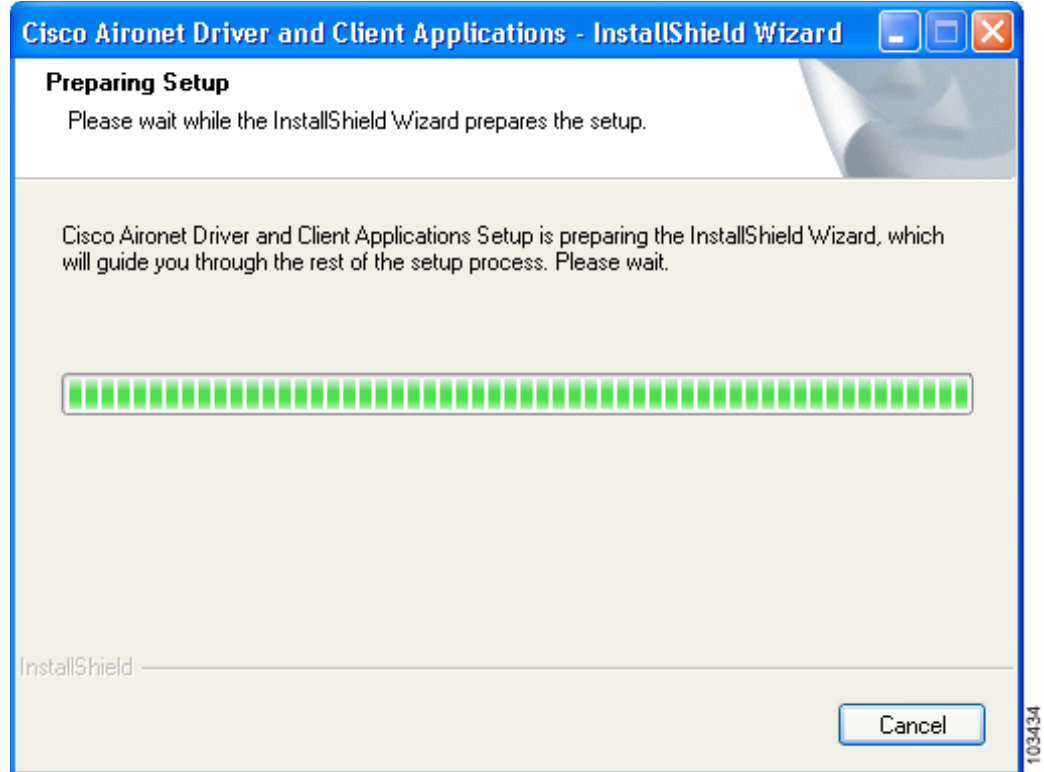 Cisco Aironet Driver and Client Applications - InstallShield Wizard
Preparing Setup
Please wait while the InstallShield Wizard prepares the setup.
Cisco Aironet Driver and Client Applications Setup is preparing the InstallShield Wizard, which
will guide you through the rest of the setup process. Please wait.
InstallShield
Cancel
103434